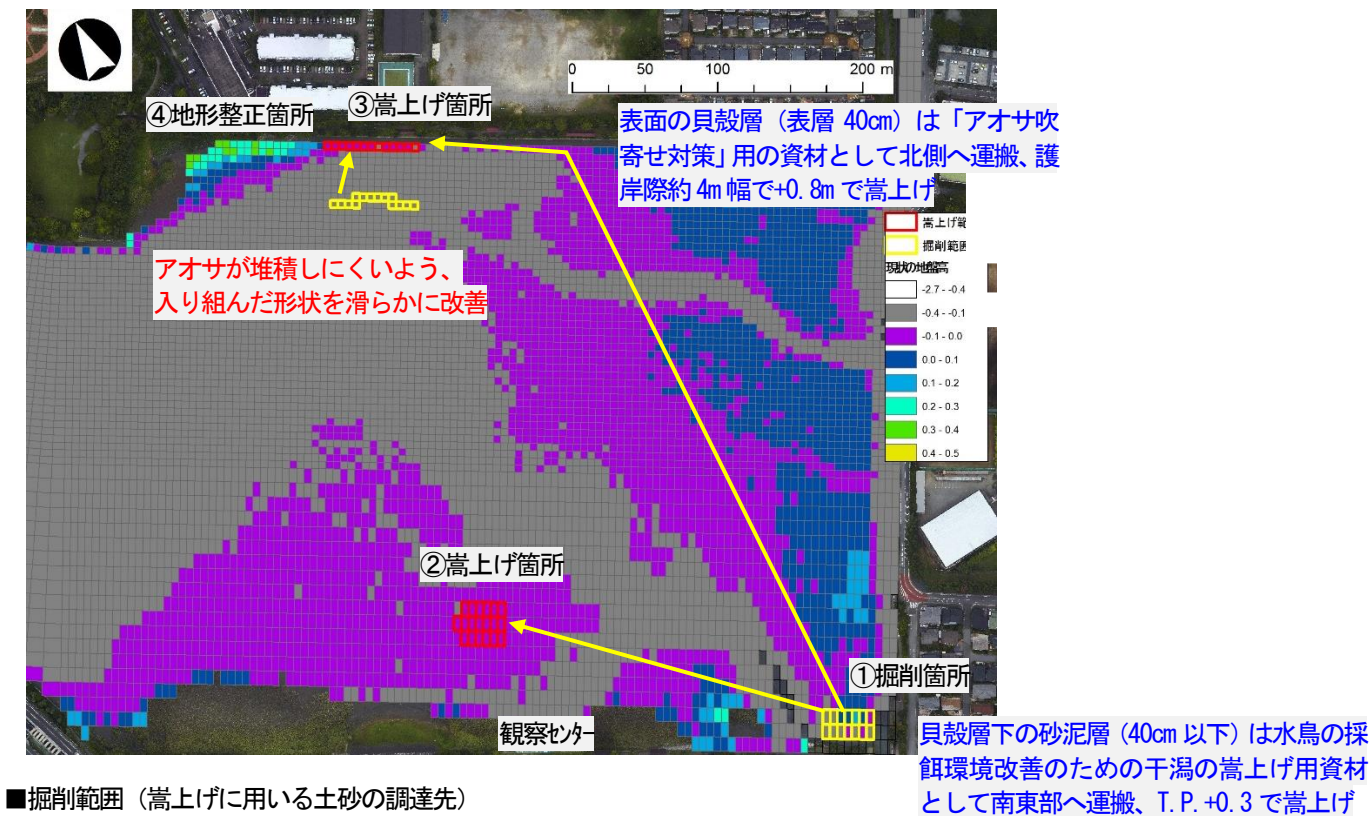 0 50 100 200 m
④地形整正箇所
③嵩上げ箇所
表面の貝殻層（表層 40cm）は「アオサ吹
寄せ対策」用の資材として北側へ運搬、護
岸際約 4m 幅で+0.8m で嵩上げ
嵩上げ範
掘削範囲
現状の地盤高
-2.7 - -0.4
-0.4 - -0.1
-0.1 - 0.0
0.0 - 0.1
0.1 - 0.2
0.2 - 0.3
0.3 - 0.4
0.4 - 0.5
アオサが堆積しにくいよう、
入り組んだ形状を滑らかに改善
②嵩上げ箇所
①掘削箇所
観察センター
貝殻層下の砂泥層（40cm 以下）は水鳥の採
餌環境改善のための干潟の嵩上げ用資材
として南東部へ運搬、T.P.+0.3 で嵩上げ
■掘削範囲（嵩上げに用いる土砂の調達先）